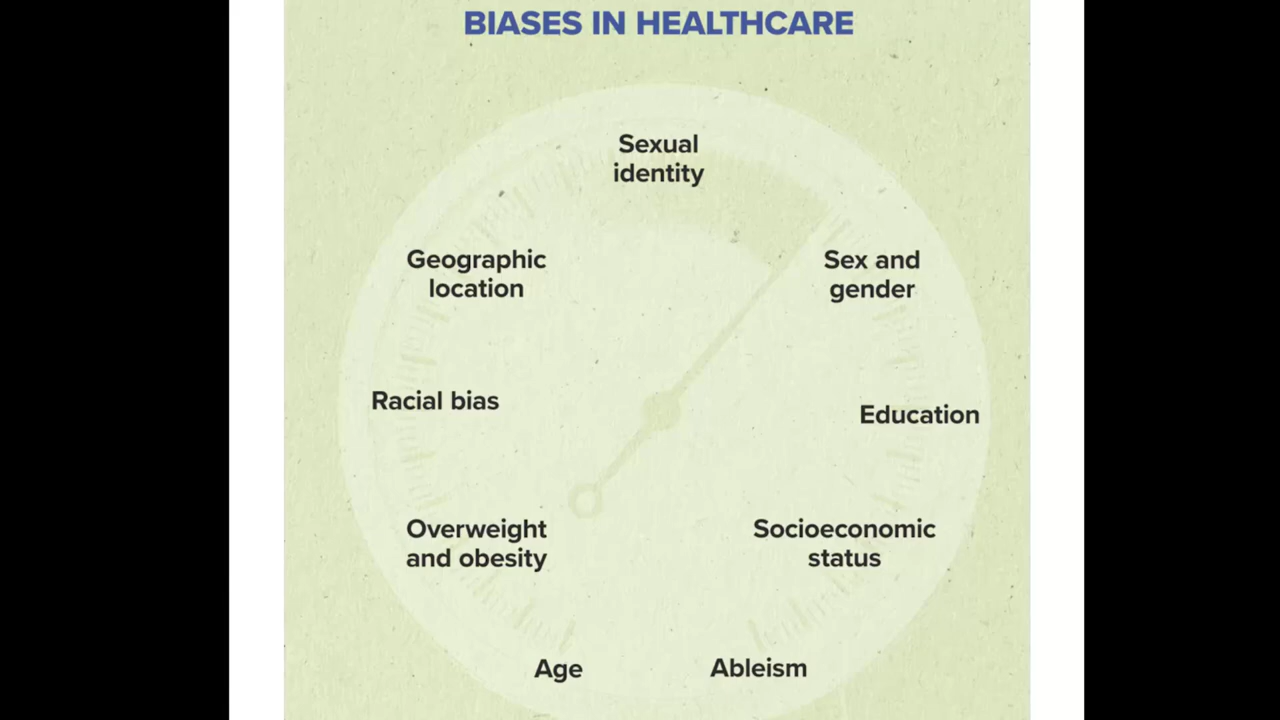 BIASES IN HEALTHCARE
Sexual
identity
Geographic
location
Sex and
gender
Racial bias
Education
Overweight
and obesity
Socioeconomic
status
Age
Ableism